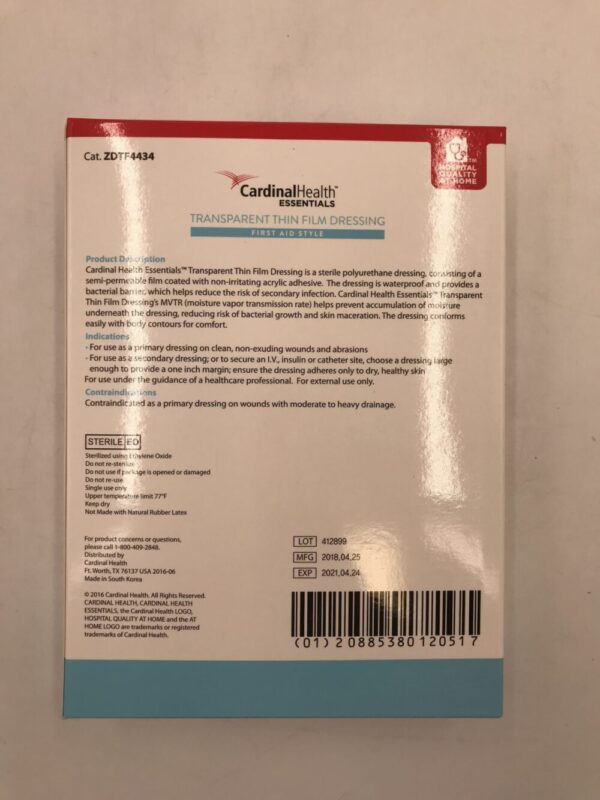 Cat. ZDTF4434
™
HOSPITAL
QUALITY
AT HOME
CardinalHealth™
ESSENTIALS
TRANSPARENT THIN FILM DRESSING
FIRST AID STYLE
Product Description
Cardinal Health Essentials™ Transparent Thin Film Dressing is a sterile polyurethane dressing, consisting of a
semi-permeable film coated with non-irritating acrylic adhesive. The dressing is waterproof and provides a
bacterial barrier, which helps reduce the risk of secondary infection. Cardinal Health Essentials™ Transparent
Thin Film Dressing's MVTR (moisture vapor transmission rate) helps prevent accumulation of moisture
underneath the dressing, reducing risk of bacterial growth and skin maceration. The dressing conforms
easily with body contours for comfort.
Indications
• For use as a primary dressing on clean, non-exuding wounds and abrasions
• For use as a secondary dressing; or to secure an I.V., insulin or catheter site, choose a dressing large
enough to provide a one inch margin; ensure the dressing adheres only to dry, healthy skin
For use under the guidance of a healthcare professional. For external use only.
Contraindications
Contraindicated as a primary dressing on wounds with moderate to heavy drainage.
STERILE EO
Sterilized using Ethylene Oxide
Do not re-sterilize
Do not use if package is opened or damaged
Do not re-use
Single use only
Upper temperature limit 77°F
Keep dry
Not Made with Natural Rubber Latex
For product concerns or questions,
please call 1-800-409-2848.
Distributed by
Cardinal Health
Ft. Worth, TX 76137 USA 2016-06
Made in South Korea
© 2016 Cardinal Health. All Rights Reserved.
CARDINAL HEALTH, CARDINAL HEALTH
ESSENTIALS, the Cardinal Health LOGO,
HOSPITAL QUALITY AT HOME and the AT
HOME LOGO are trademarks or registered
trademarks of Cardinal Health.
LOT 412899
MFG 2018.04.25
EXP 2021.04.24
(01)20885380120517